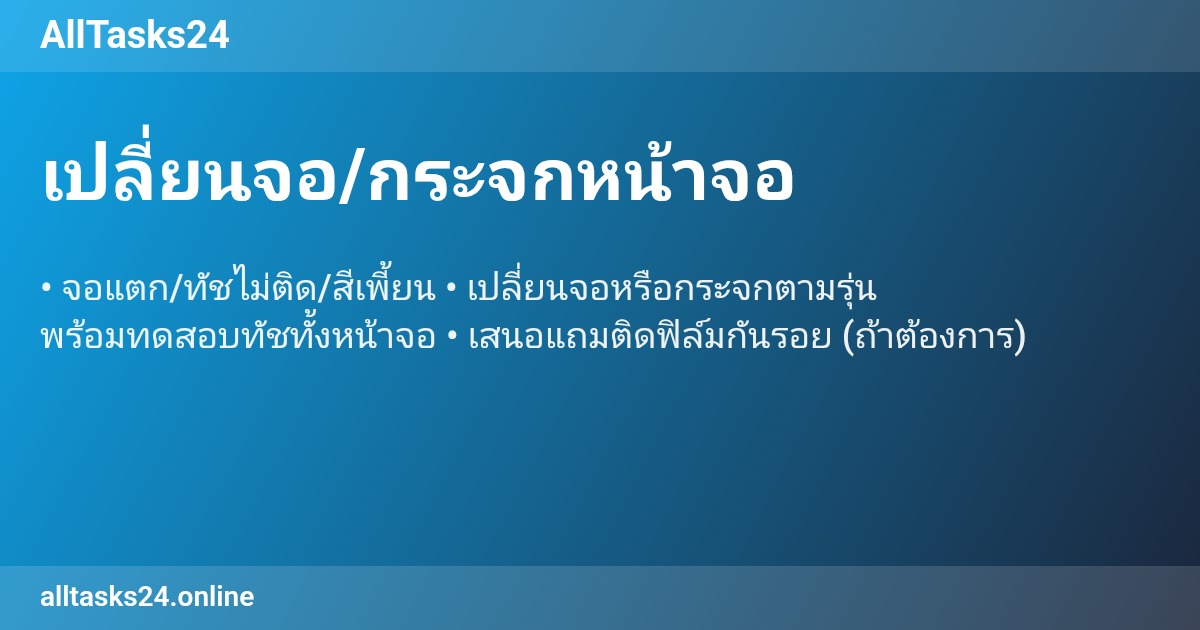 AllTasks24
เปลี่ยนจอ/กระจกหน้าจอ
• จอแตก/ทัชไม่ติด/สีเพี้ยน • เปลี่ยนจอหรือกระจกตามรุ่น
พร้อมทดสอบทัชทั้งหน้าจอ • เสนอแถมติดฟิล์มกันรอย (ถ้าต้องการ)
alltasks24.online